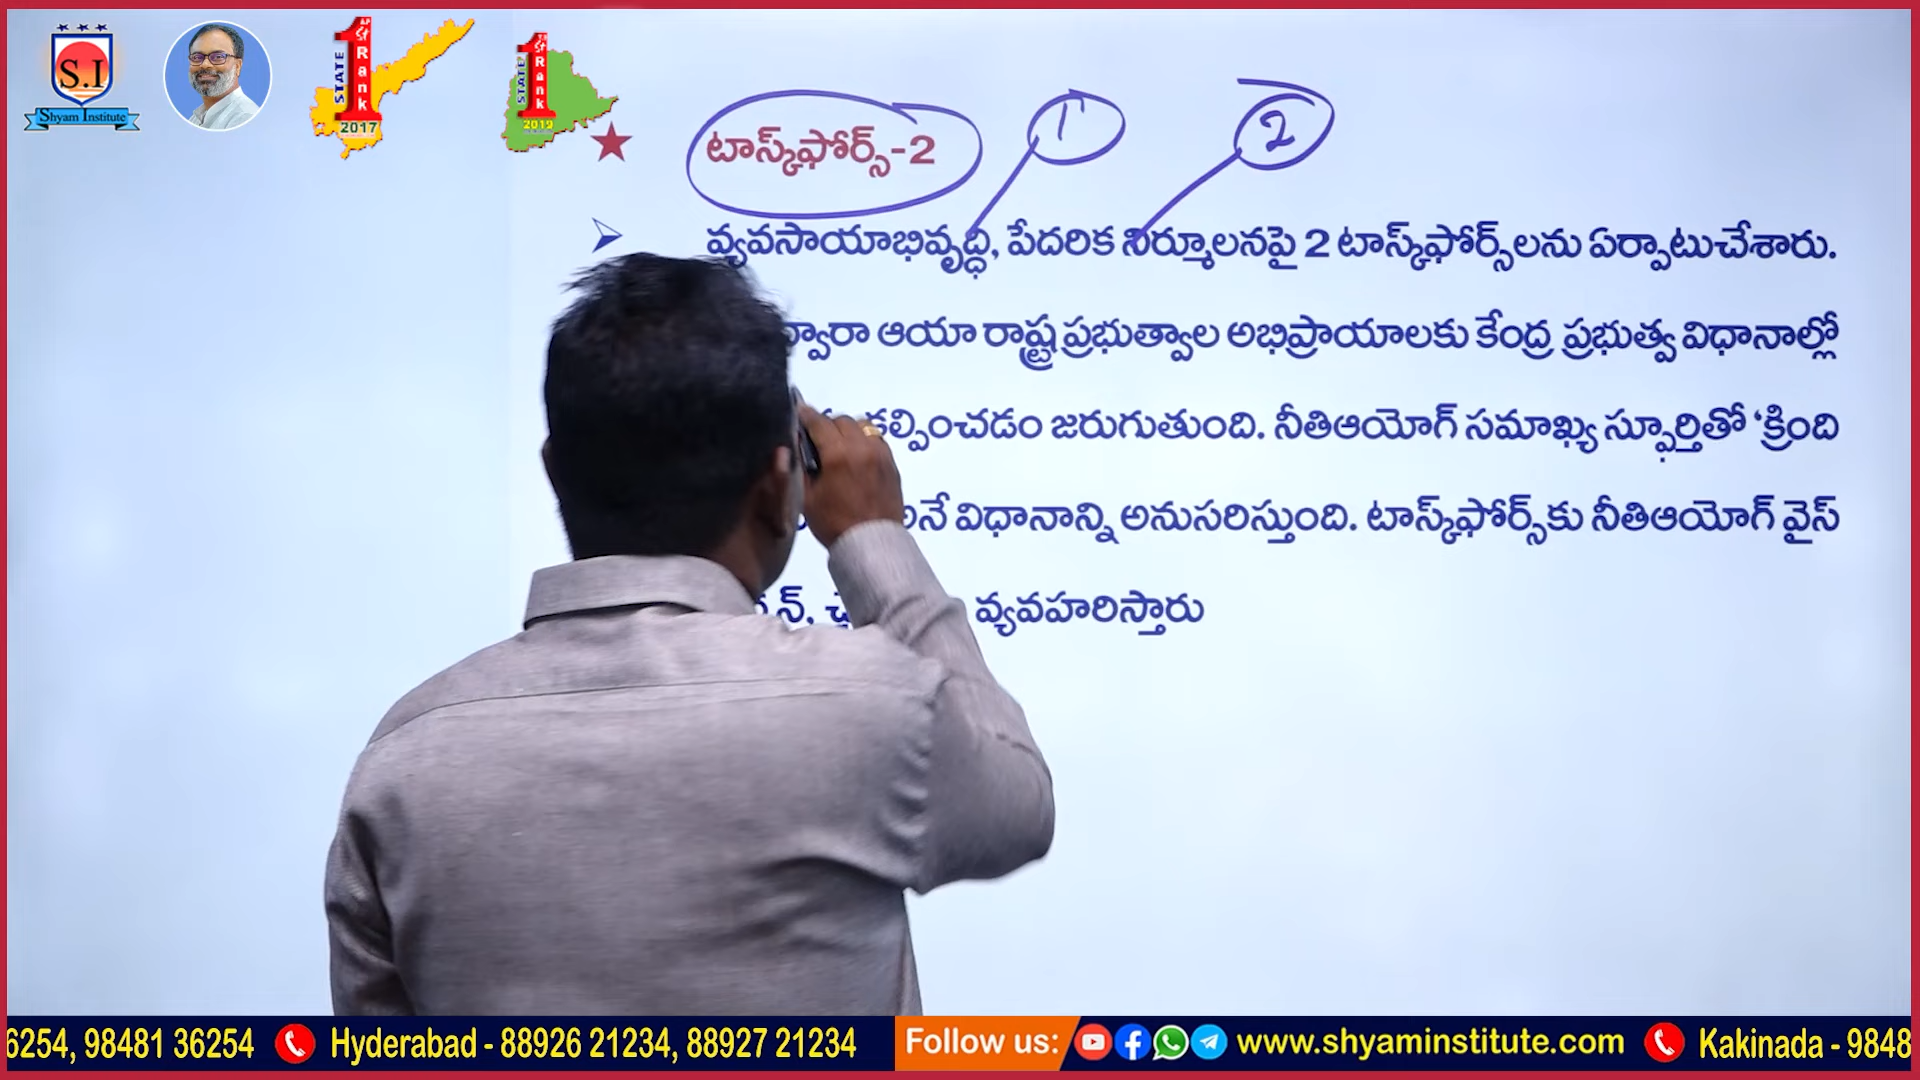 S.I
Shyam Institute
STATE
1st
Rank
2017
STATE
1st
Rank
2019
టాస్క్‌ఫోర్స్-2
1
2
వ్యవసాయాభివృద్ధి, పేదరిక నిర్మూలనపై 2 టాస్క్‌ఫోర్స్‌లను ఏర్పాటుచేశారు.
ఆయా రాష్ట్ర ప్రభుత్వాల అభిప్రాయాలకు కేంద్ర ప్రభుత్వ విధానాల్లో
కల్పించడం జరుగుతుంది. నీతిఆయోగ్ సమాఖ్య స్ఫూర్తితో ‘క్రింది
అనే విధానాన్ని అనుసరిస్తుంది. టాస్క్‌ఫోర్స్‌కు నీతిఆయోగ్ వైస్
వ్యవహరిస్తారు
6254, 98481 36254 Hyderabad - 88926 21234, 88927 21234 Follow us: www.shyaminstitute.com Kakinada - 9848